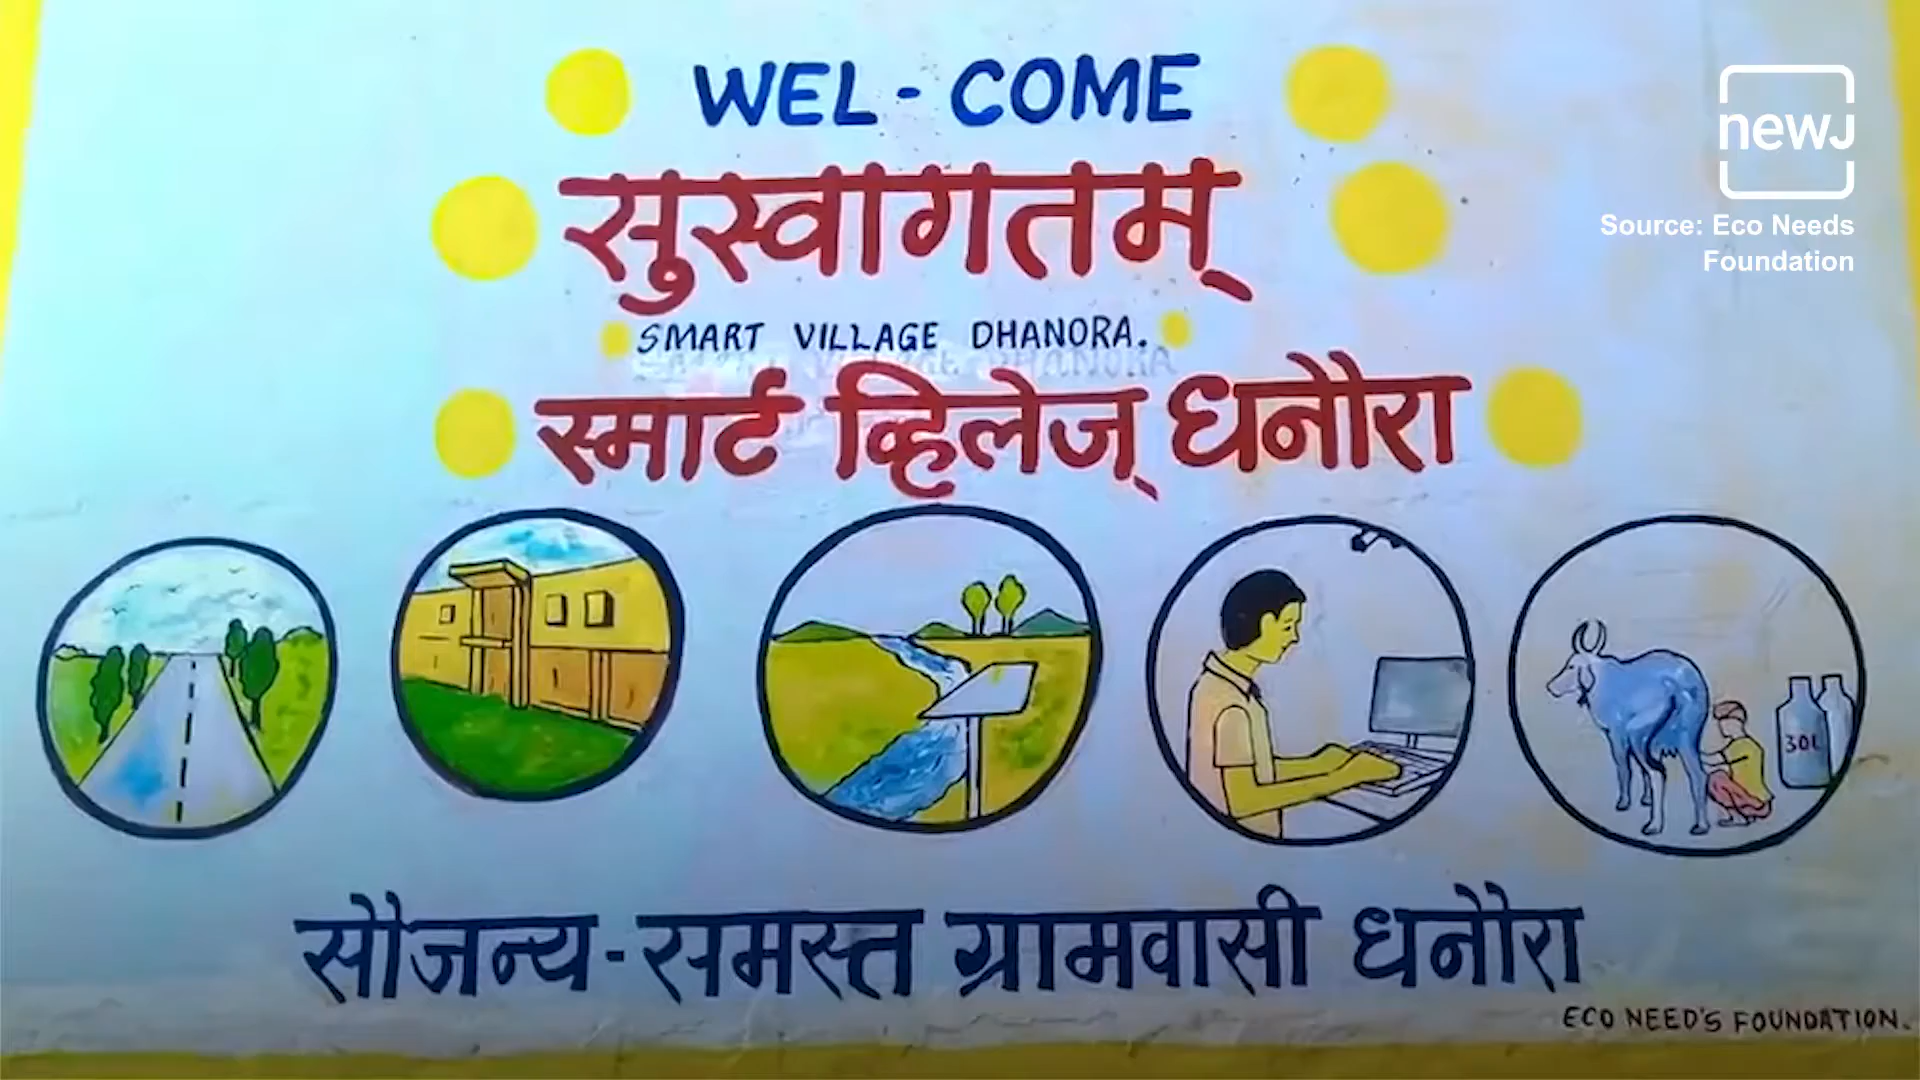 WEL - COME
सुस्वागतम्
SMART VILLAGE DHANORA.
स्मार्ट व्हिलेज् धनौरा
30L
सौजन्य - समस्त ग्रामवासी धनौरा
ECO NEED'S FOUNDATION.
newJ
Source: Eco Needs
Foundation